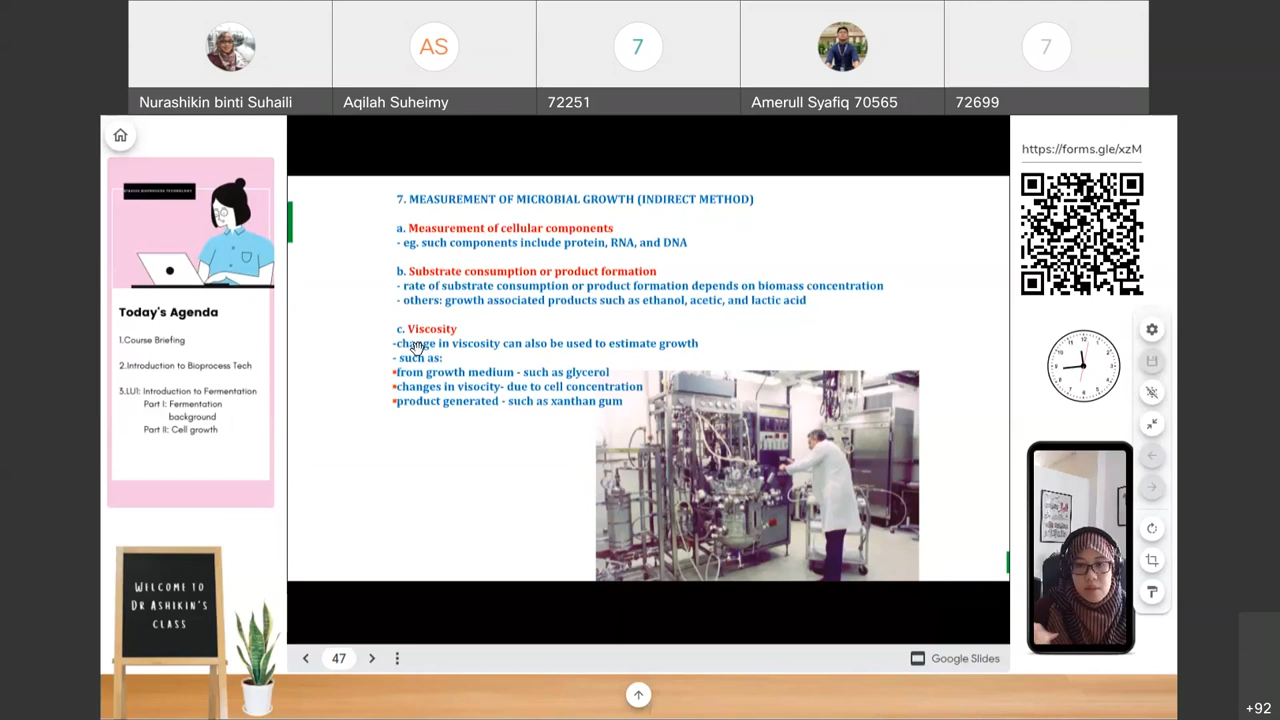 AS
7
7
Nurashikin binti Suhaili
Aqilah Suheimy
72251
Amerull Syafiq 70565
72699
Today's Agenda
1.Course Briefing
2.Introduction to Bioprocess Tech
3.LU1: Introduction to Fermentation
Part I: Fermentation
background
Part II: Cell growth
WELCOME TO
DR ASHIKIN'S
CLASS
7. MEASUREMENT OF MICROBIAL GROWTH (INDIRECT METHOD)
a. Measurement of cellular components
- eg. such components include protein, RNA, and DNA
b. Substrate consumption or product formation
- rate of substrate consumption or product formation depends on biomass concentration
- others: growth associated products such as ethanol, acetic, and lactic acid
c. Viscosity
-change in viscosity can also be used to estimate growth
- such as:
▪from growth medium - such as glycerol
▪changes in visocity- due to cell concentration
▪product generated - such as xanthan gum
47
Google Slides
https://forms.gle/xzM
+92